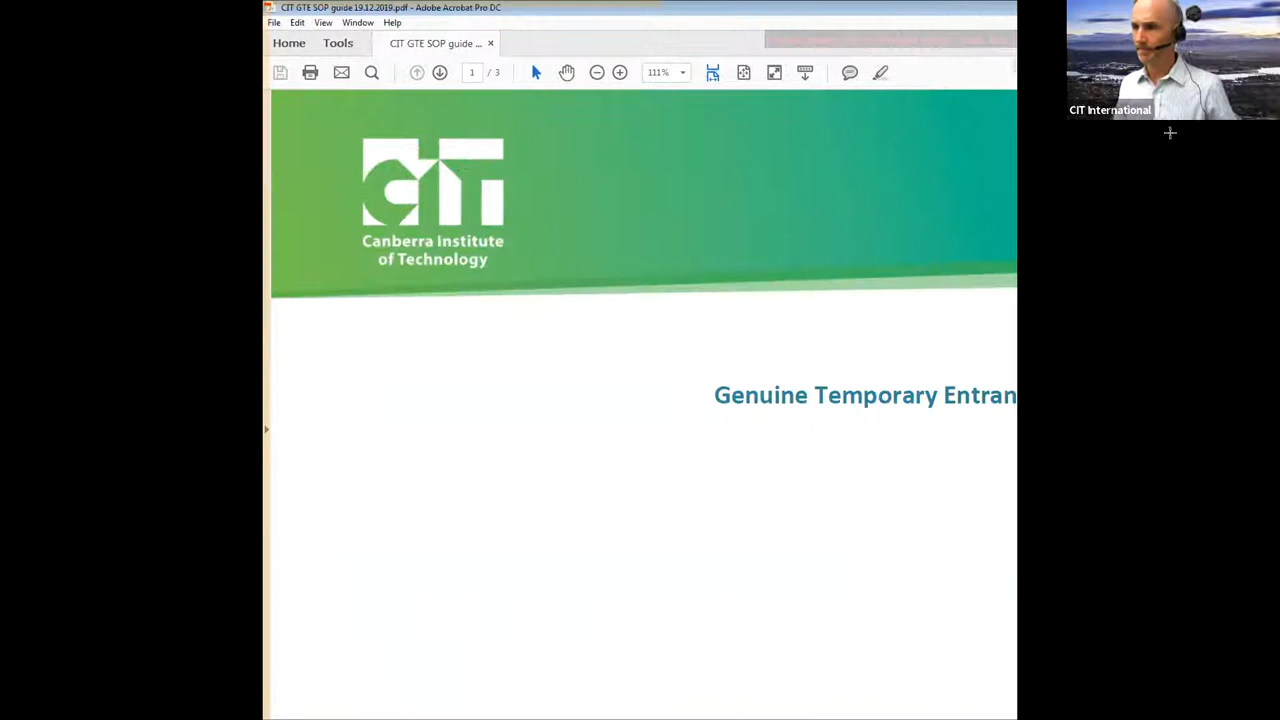 CIT GTE SOP guide 19.12.2019.pdf - Adobe Acrobat Pro DC
File Edit View Window Help
Home Tools CIT GTE SOP guide ... ×
1 / 3 111%
CIT International
CIT
Canberra Institute
of Technology
Genuine Temporary Entran